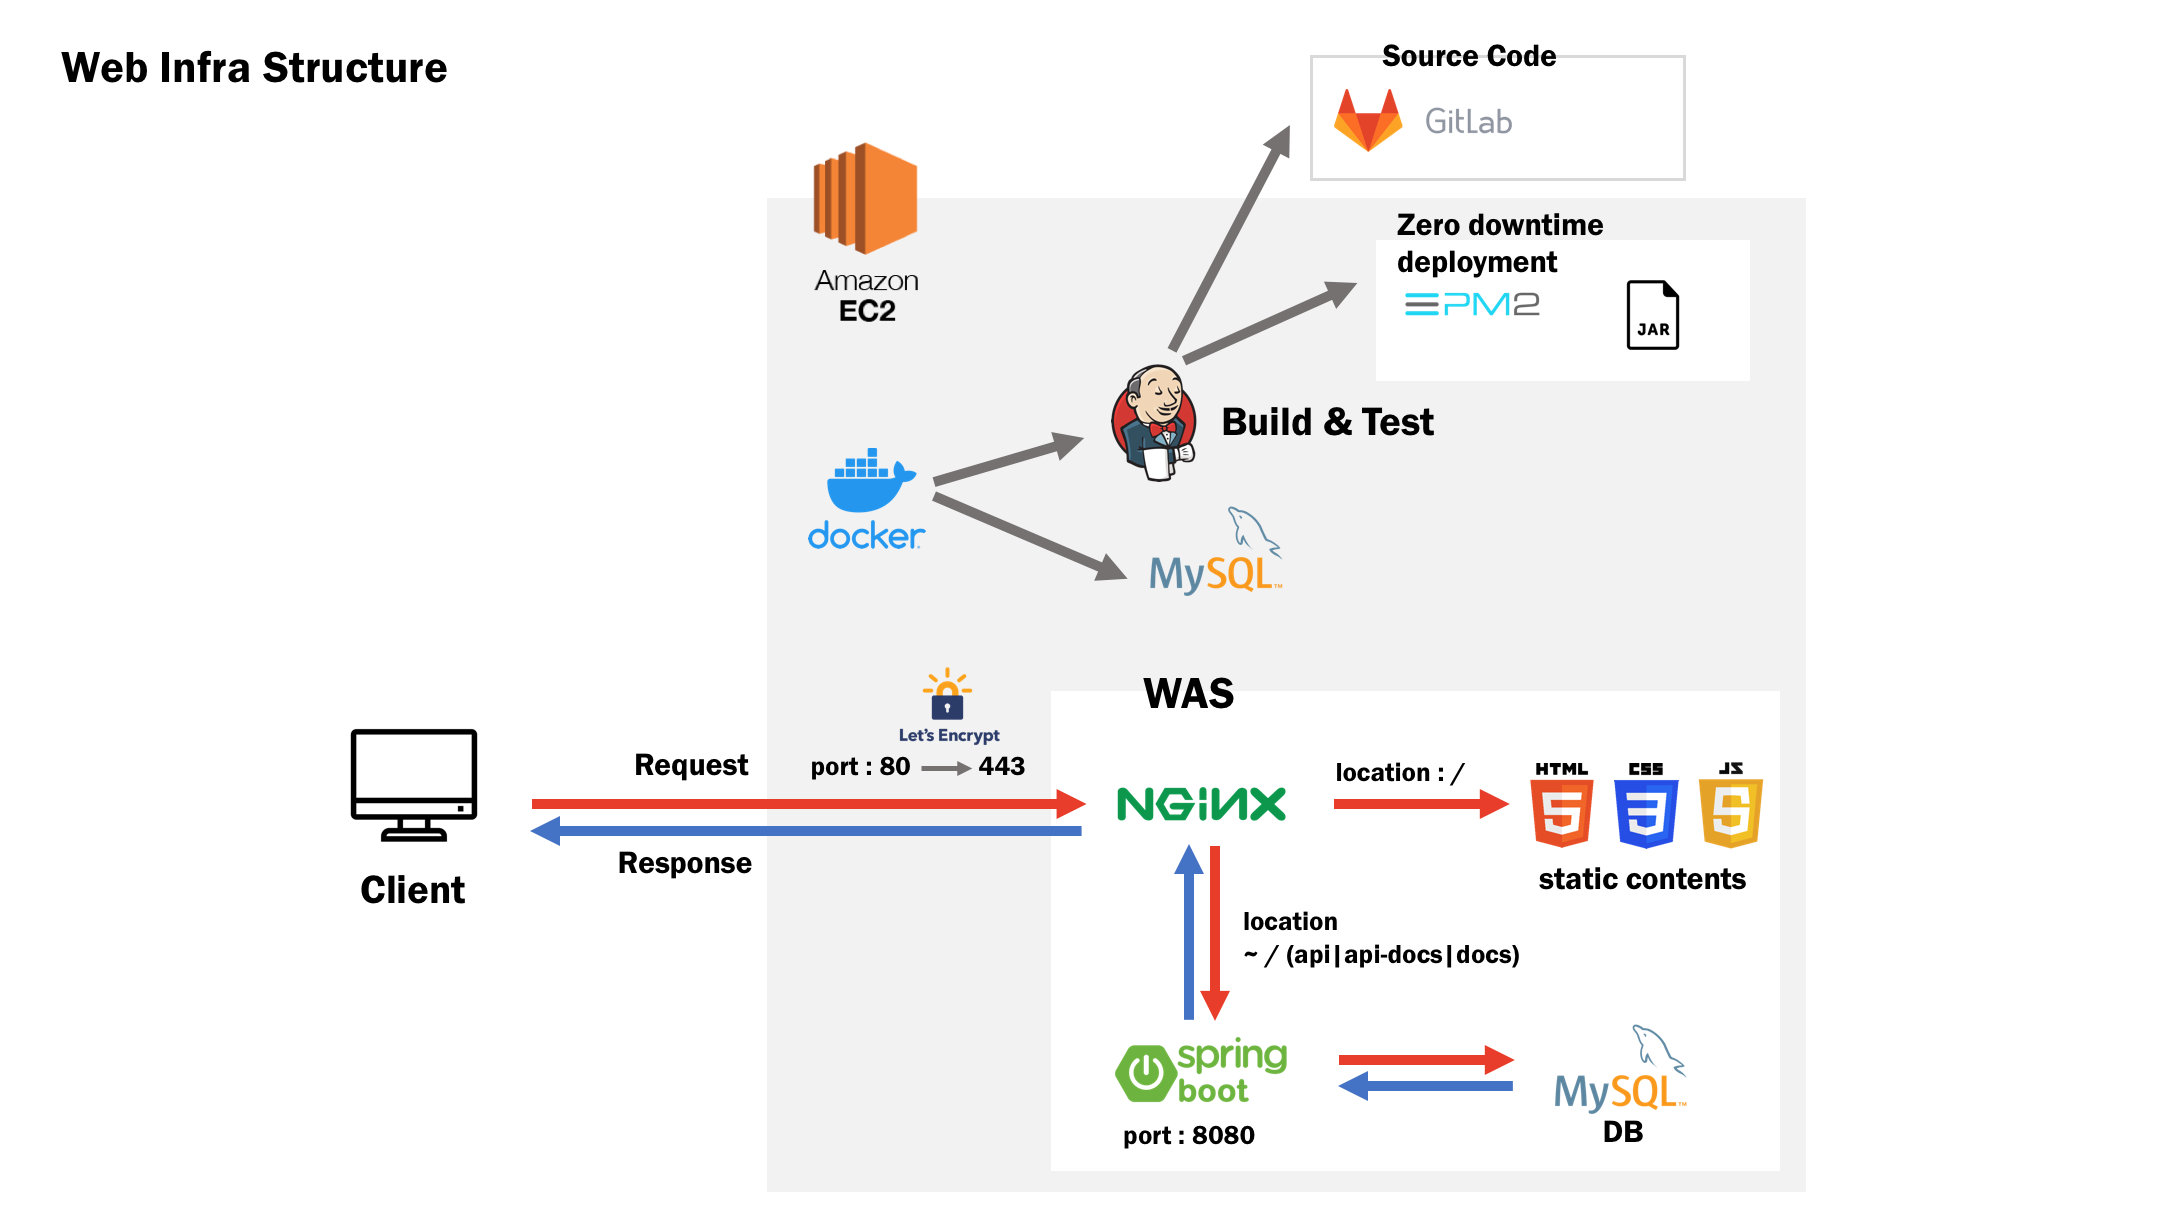 Web Infra Structure
Source Code
GitLab
Amazon
EC2
Zero downtime
deployment
PM2
JAR
Build & Test
docker
MySQL™
WAS
Let's Encrypt
Request
port : 80
443
NGINX
location : /
HTML
CSS
JS
static contents
Response
Client
location
~ / (api|api-docs|docs)
spring
boot
port : 8080
MySQL™
DB